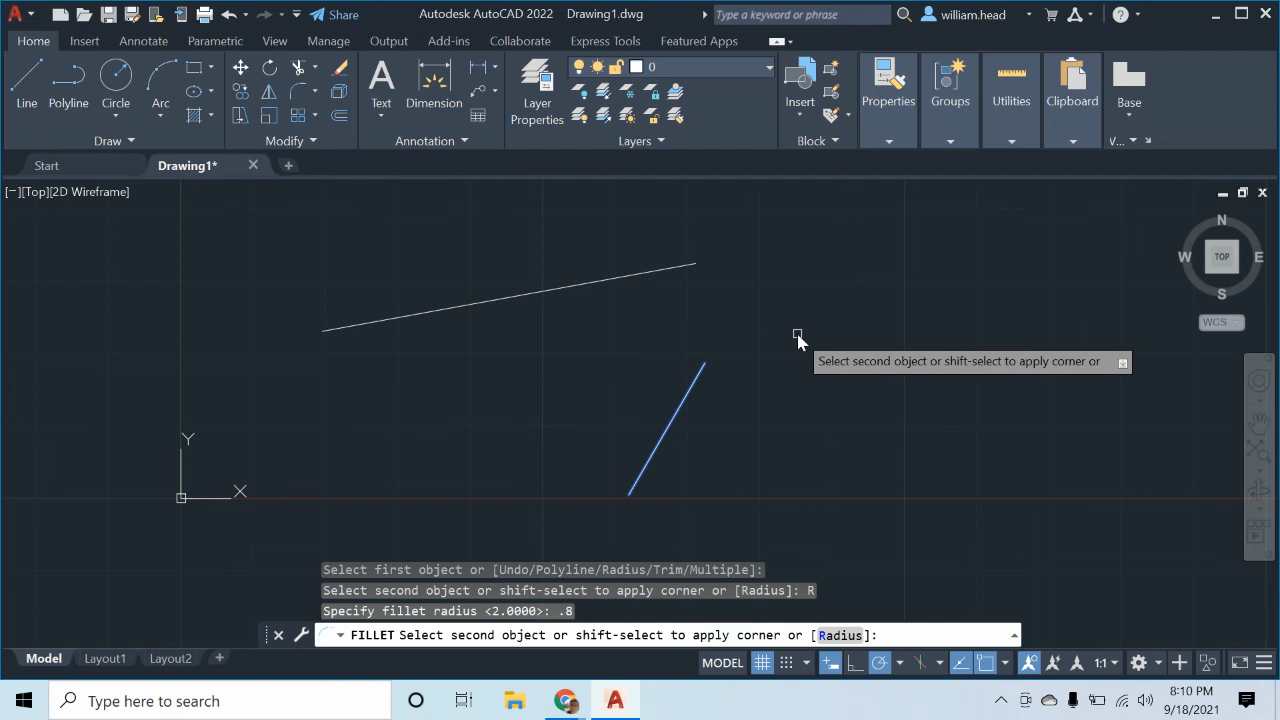 Share
Autodesk AutoCAD 2022 Drawing1.dwg
Type a keyword or phrase
william.head
Home Insert Annotate Parametric View Manage Output Add-ins Collaborate Express Tools Featured Apps
0
Line Polyline Circle Arc
Text Dimension
Layer
Properties
Insert
Properties Groups Utilities Clipboard Base
Draw Modify Annotation Layers Block V...
Start Drawing1*
[−][Top][2D Wireframe]
N
W TOP E
S
WCS
Select second object or shift-select to apply corner or
Y
X
Select first object or [Undo/Polyline/Radius/Trim/Multiple]:
Select second object or shift-select to apply corner or [Radius]: R
Specify fillet radius <2.0000>: .8
FILLET Select second object or shift-select to apply corner or [Radius]:
Model Layout1 Layout2
MODEL 1:1
Type here to search
8:10 PM
9/18/2021